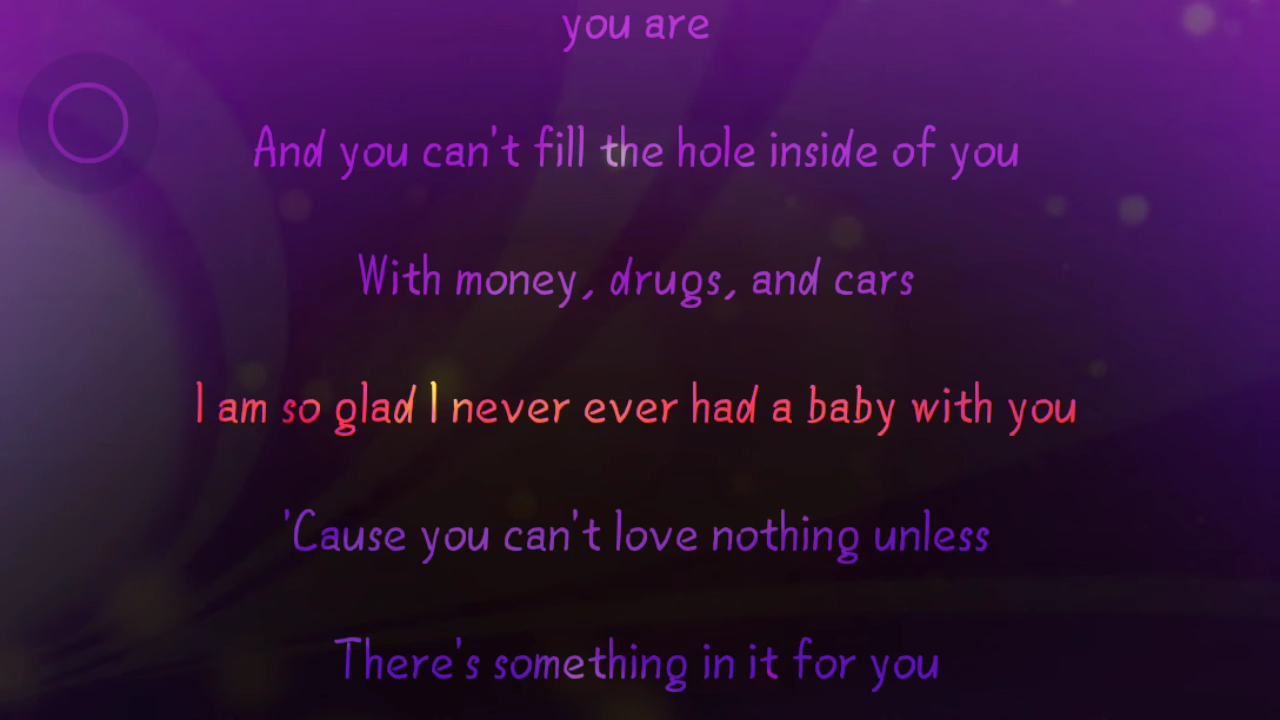 you are
And you can't fill the hole inside of you
With money, drugs, and cars
I am so glad I never ever had a baby with you
'Cause you can't love nothing unless
There's something in it for you